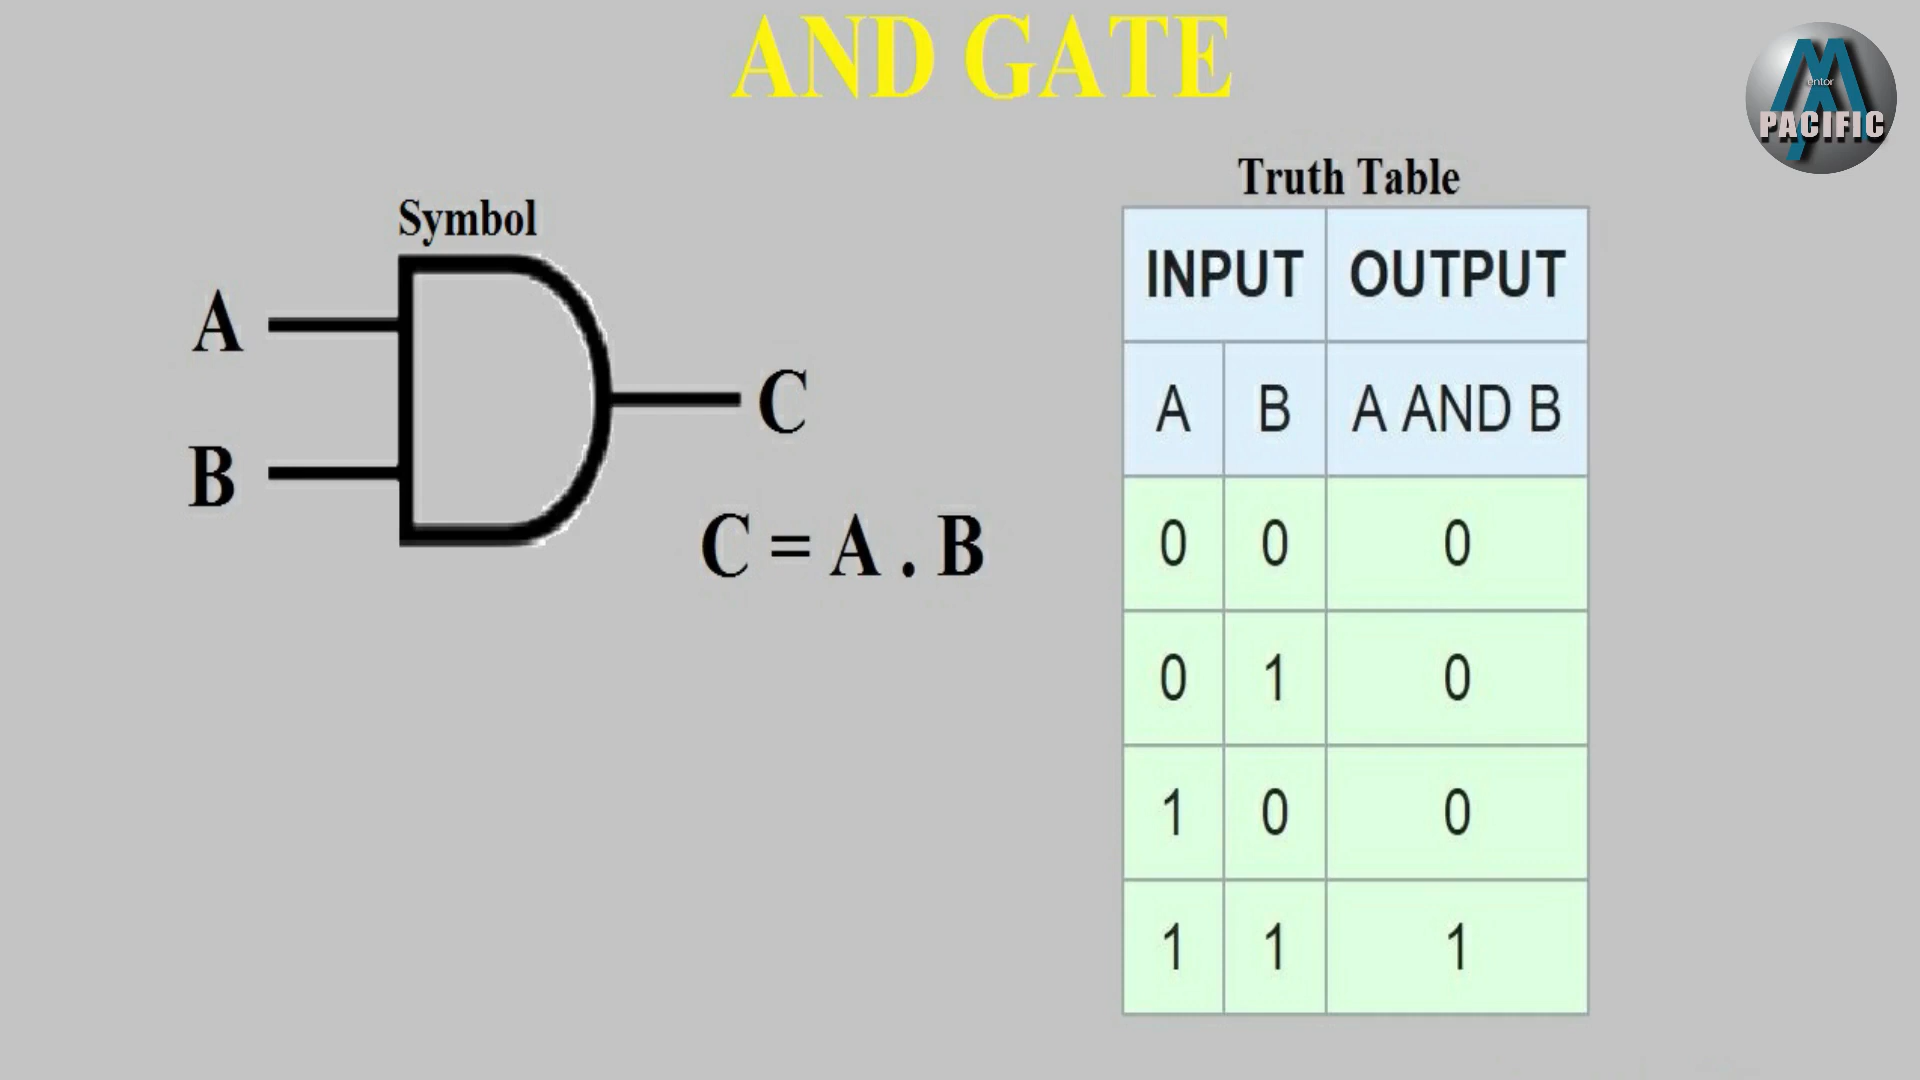 AND GATE
entor
PACIFIC
Symbol
A
B
C
C = A . B
Truth Table
INPUT OUTPUT
A B A AND B
0 0 0
0 1 0
1 0 0
1 1 1